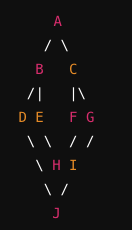 A
/ \
B C
/| |\
D E F G
\ \ / /
\ H I
\ /
J